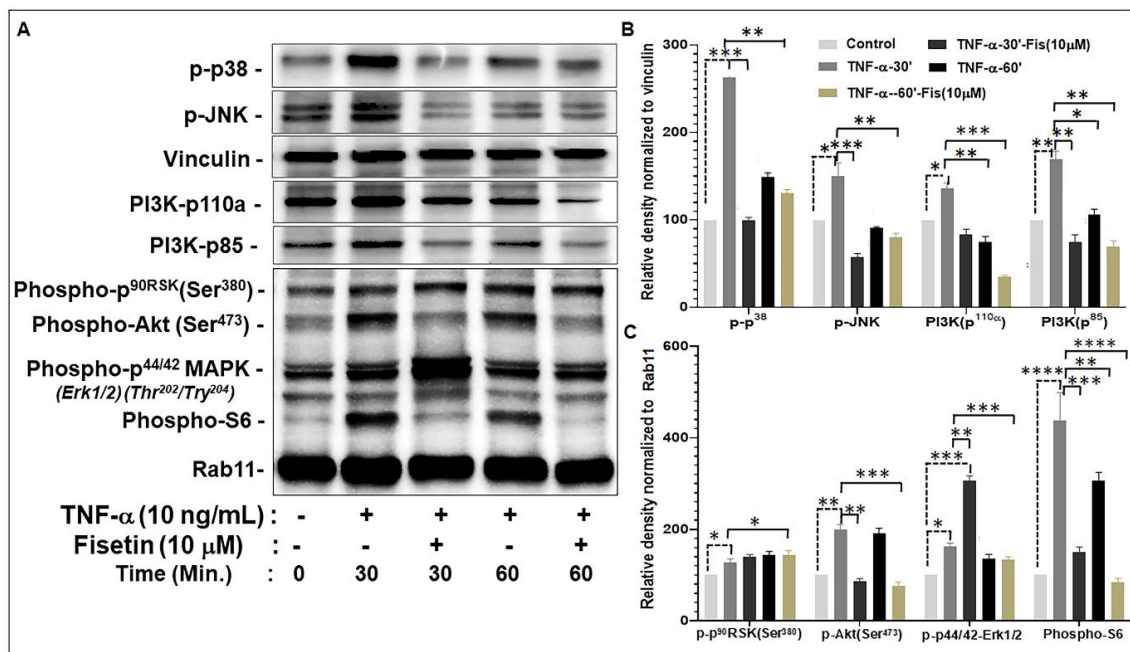 A
p-p38 -
p-JNK -
Vinculin -
PI3K-p110a -
PI3K-p85 -
Phospho-p90RSK(Ser380) -
Phospho-Akt (Ser473) -
Phospho-p44/42 MAPK -
(Erk1/2) (Thr202/Try204)
Phospho-S6 -
Rab11-
TNF-α (10 ng/mL) : - + + + +
Fisetin (10 μM) : - - + - +
Time (Min.) : 0 30 30 60 60
B
Relative density normalized to vinculin
300
250
200
150
100
50
0
Control
TNF-α-30'
TNF-α--60'-Fis(10μM)
TNF-α-30'-Fis(10μM)
TNF-α-60'
*** **
* *** **
* ** ***
** ** * **
p-p38 p-JNK PI3K(p110α) PI3K(p85)
C
Relative density normalized to Rab11
600
400
200
0
* *
** ** ***
* *** ** ***
**** *** ** ****
p-p90RSK(Ser380) p-Akt(Ser473) p-p44/42-Erk1/2 Phospho-S6